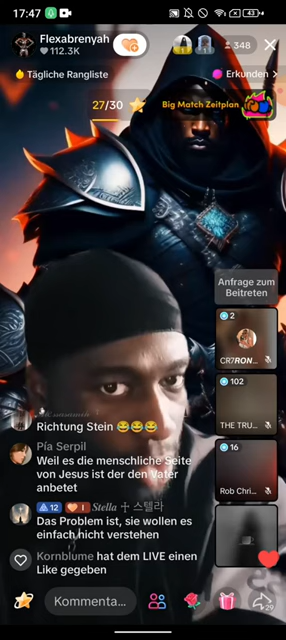 17:47
43
Flexabrenyah
112.3K
348
Tägliche Rangliste
Erkunden >
27/30
Big Match Zeitplan
Anfrage zum
Beitreten
2
CR7RON...
102
THE TRU...
16
Rob Chri...
Richtung Stein 😂😂😂
Pía Serpil
Weil es die menschliche Seite
von Jesus ist der den Vater
anbetet
12 1 Stella ☥ 스텔라
Das Problem ist, sie wollen es
einfach nicht verstehen
Kornblume hat dem LIVE einen
Like gegeben
Kommenta...
29